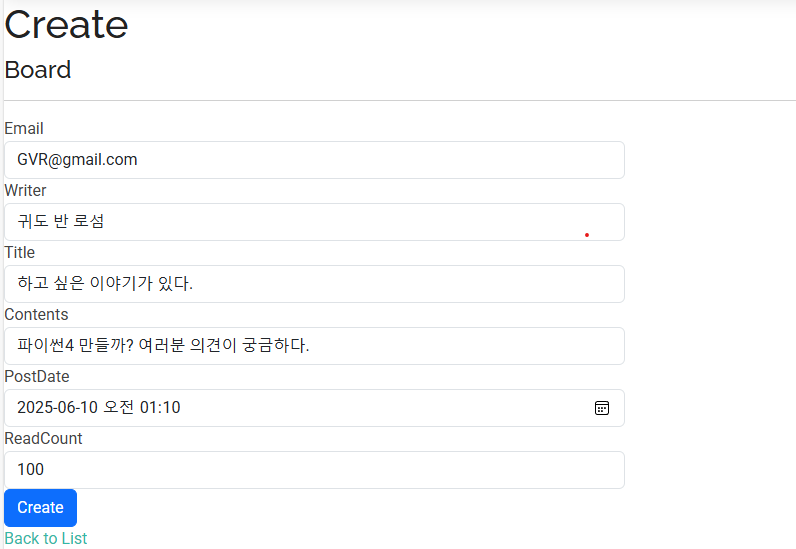 Create
Board
Email
GVR@gmail.com
Writer
귀도 반 로섬
Title
하고 싶은 이야기가 있다.
Contents
파이썬4 만들까? 여러분 의견이 궁금하다.
PostDate
2025-06-10 오전 01:10
ReadCount
100
Create
Back to List